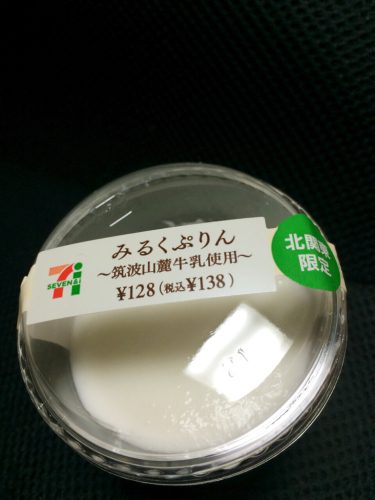 みるくぷりん
～筑波山麓牛乳使用～
¥128(税込¥138)
SEVEN&i
北関東
限定